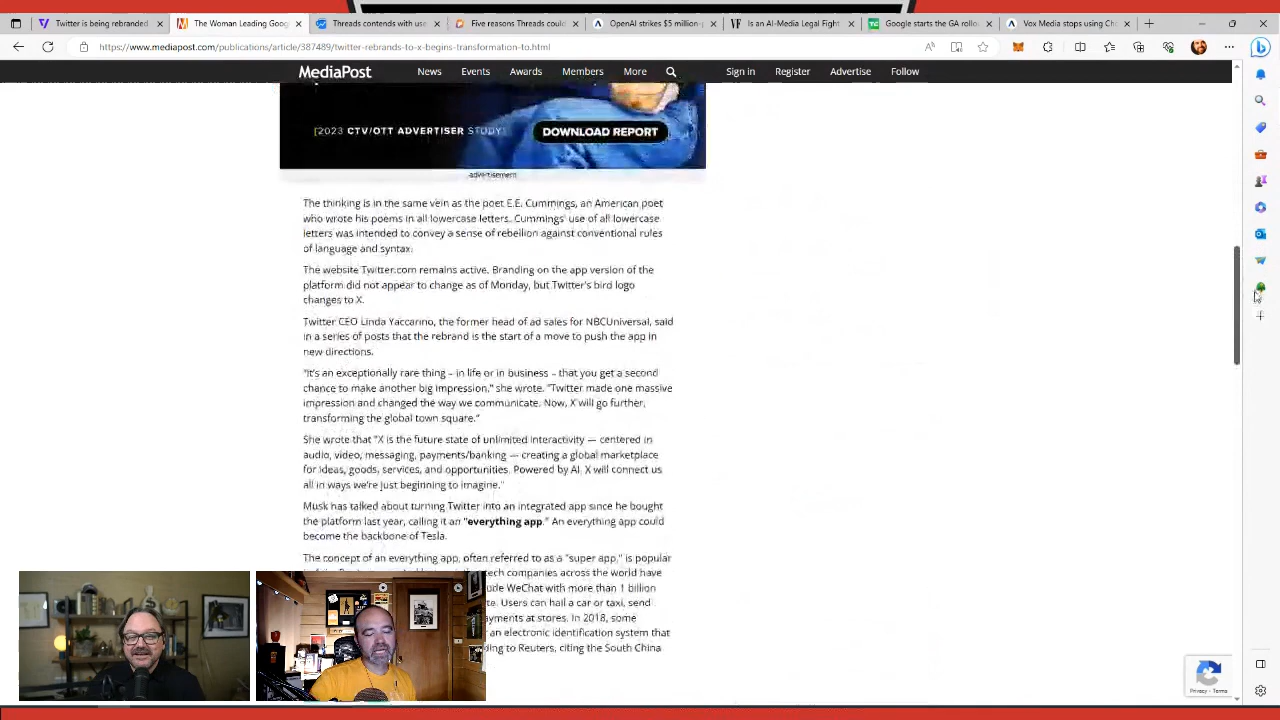 Twitter is being rebranded
The Woman Leading Goog
Threads contends with use
Five reasons Threads could
OpenAI strikes $5 million-p
Is an AI-Media Legal Fight
Google starts the GA rollo
Vox Media stops using Cho
https://www.mediapost.com/publications/article/387489/twitter-rebrands-to-x-begins-transformation-to.html
MediaPost
News Events Awards Members More
Sign in Register Advertise Follow
[2023 CTV/OTT ADVERTISER STUDY]
DOWNLOAD REPORT
advertisement
The thinking is in the same vein as the poet E.E. Cummings, an American poet
who wrote his poems in all lowercase letters. Cummings' use of all lowercase
letters was intended to convey a sense of rebellion against conventional rules
of language and syntax.
The website Twitter.com remains active. Branding on the app version of the
platform did not appear to change as of Monday, but Twitter's bird logo
changes to X.
Twitter CEO Linda Yaccarino, the former head of ad sales for NBCUniversal, said
in a series of posts that the rebrand is the start of a move to push the app in
new directions.
"It's an exceptionally rare thing – in life or in business – that you get a second
chance to make another big impression," she wrote. "Twitter made one massive
impression and changed the way we communicate. Now, X will go further,
transforming the global town square."
She wrote that "X is the future state of unlimited interactivity — centered in
audio, video, messaging, payments/banking — creating a global marketplace
for ideas, goods, services, and opportunities. Powered by AI, X will connect us
all in ways we're just beginning to imagine."
Musk has talked about turning Twitter into an integrated app since he bought
the platform last year, calling it an "everything app." An everything app could
become the backbone of Tesla.
The concept of an everything app, often referred to as a "super app," is popular
tech companies across the world have
ude WeChat with more than 1 billion
Users can hail a car or taxi, send
ayments at stores. In 2018, some
an electronic identification system that
ding to Reuters, citing the South China
Privacy - Terms